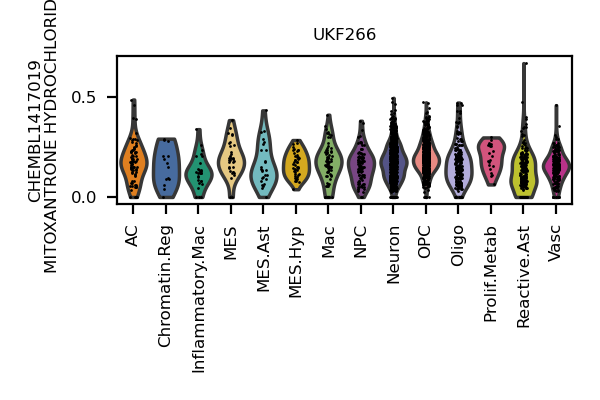 UKF266
CHEMBL1417019
MITOXANTRONE HYDROCHLORID
0.5
0.0
AC
Chromatin.Reg
Inflammatory.Mac
MES
MES.Ast
MES.Hyp
Mac
NPC
Neuron
OPC
Oligo
Prolif.Metab
Reactive.Ast
Vasc